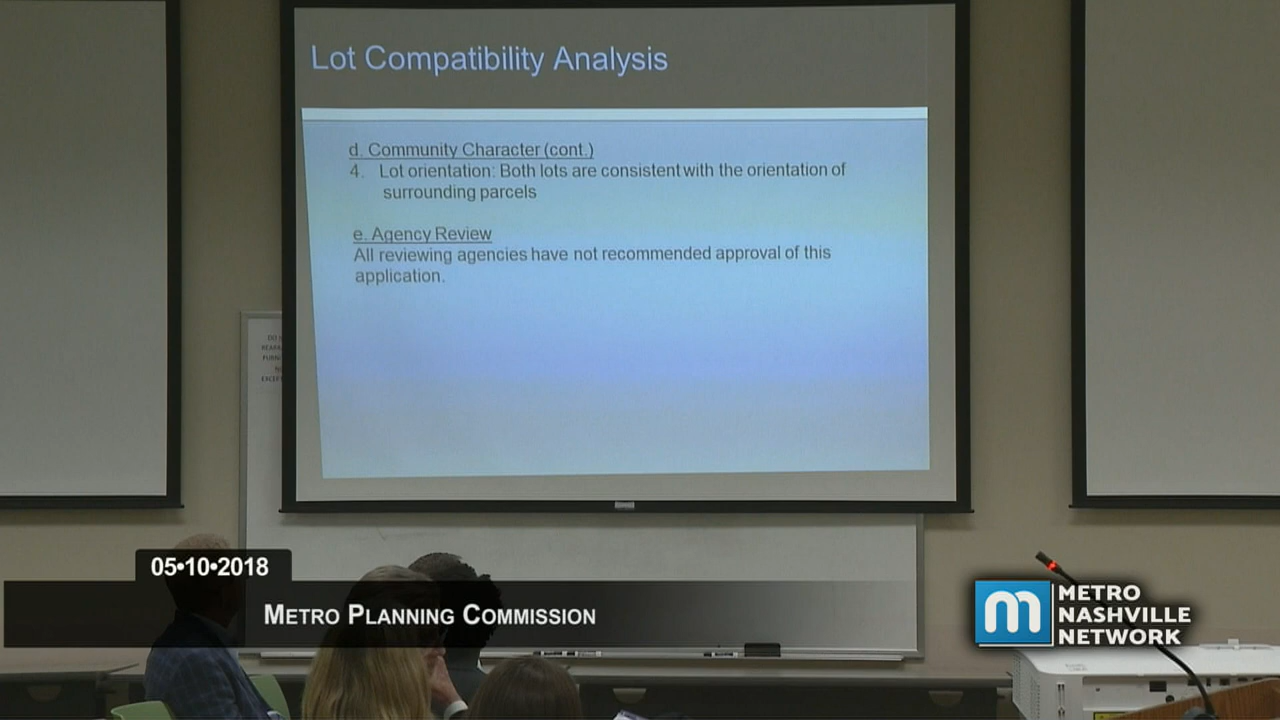 Lot Compatibility Analysis
d. Community Character (cont.)
4. Lot orientation: Both lots are consistent with the orientation of
surrounding parcels
e. Agency Review
All reviewing agencies have not recommended approval of this
application.
05•10•2018
METRO PLANNING COMMISSION
m
METRO
NASHVILLE
NETWORK